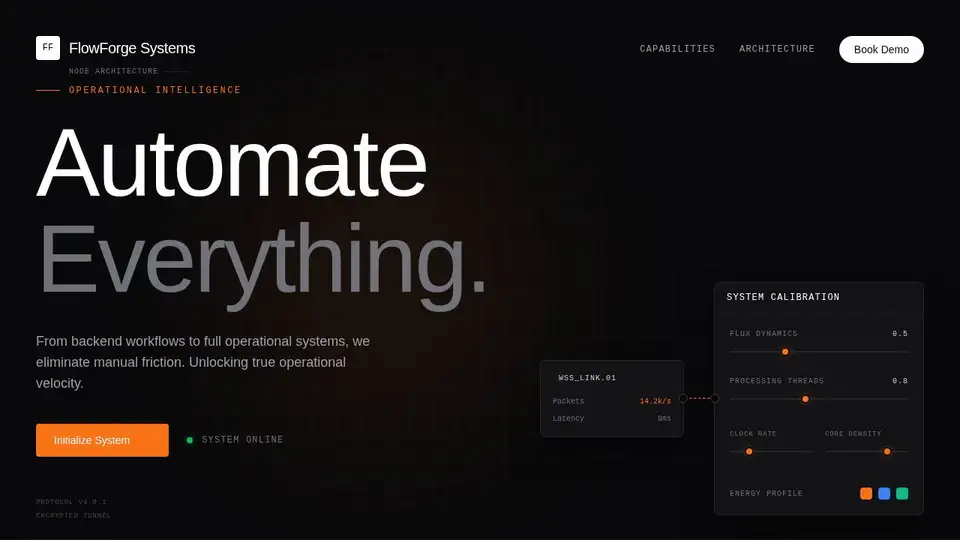 FF FlowForge Systems
CAPABILITIES ARCHITECTURE Book Demo
NODE ARCHITECTURE
OPERATIONAL INTELLIGENCE
Automate
Everything.
From backend workflows to full operational systems, we
eliminate manual friction. Unlocking true operational
velocity.
Initialize System SYSTEM ONLINE
PROTOCOL V4.0.1
ENCRYPTED TUNNEL
WSS_LINK.01
Packets 14.2k/s
Latency 8ms
SYSTEM CALIBRATION
FLUX DYNAMICS 0.5
PROCESSING THREADS 0.8
CLOCK RATE CORE DENSITY
ENERGY PROFILE